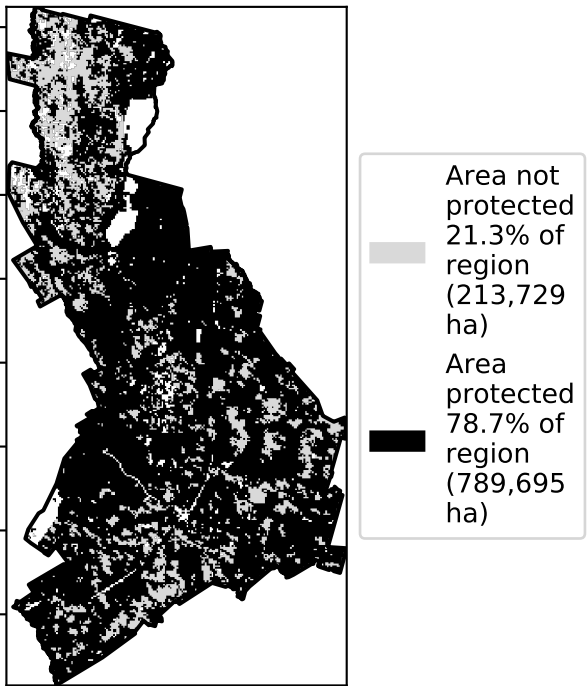 Area not
protected
21.3% of
region
(213,729
ha)
Area
protected
78.7% of
region
(789,695
ha)